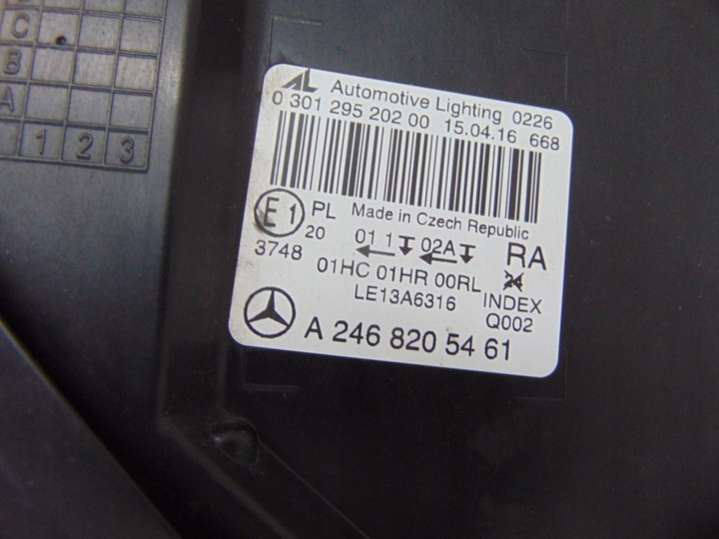 C
B
A
1 2 3
AL Automotive Lighting 0226
0 301 295 202 00 15.04.16 668
E1 PL Made in Czech Republic
20 01 1 02A RA
3748 01HC 01HR 00RL
LE13A6316 INDEX
Q002
A 246 820 54 61